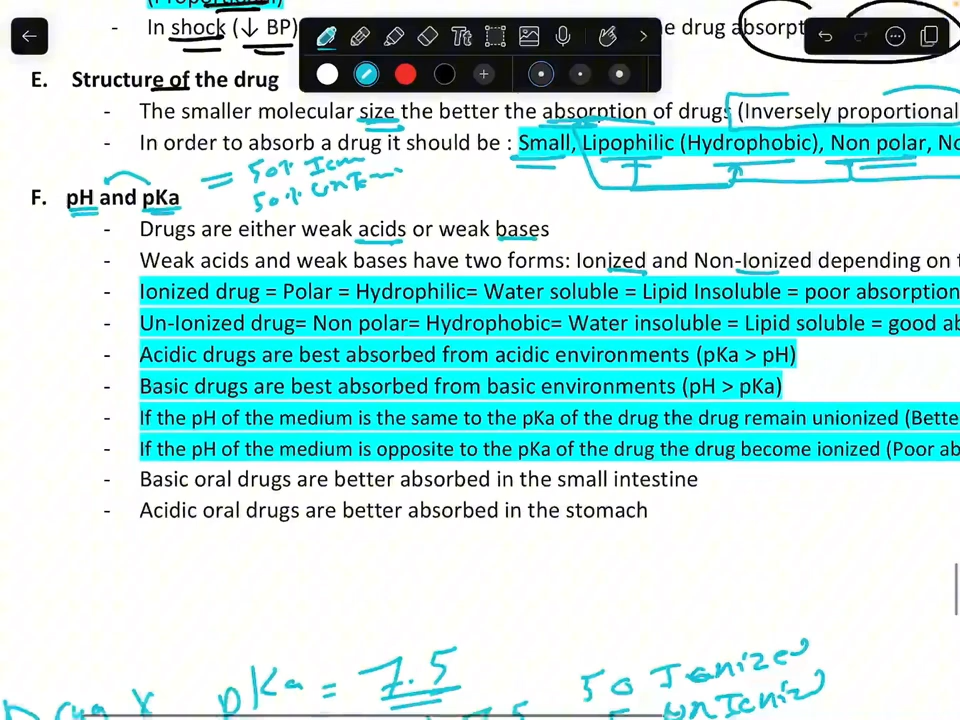 - In shock (↓ BP)
e drug absorpt
Tt
E. Structure of the drug
- The smaller molecular size the better the absorption of drugs (Inversely proportional
- In order to absorb a drug it should be : Small, Lipophilic (Hydrophobic), Non polar, No
= 50%
50%
F. pH and pKa
- Drugs are either weak acids or weak bases
- Weak acids and weak bases have two forms: Ionized and Non-Ionized depending on t
- Ionized drug = Polar = Hydrophilic= Water soluble = Lipid Insoluble = poor absorption
- Un-Ionized drug= Non polar= Hydrophobic= Water insoluble = Lipid soluble = good ab
- Acidic drugs are best absorbed from acidic environments (pKa > pH)
- Basic drugs are best absorbed from basic environments (pH > pKa)
- If the pH of the medium is the same to the pKa of the drug the drug remain unionized (Bette
- If the pH of the medium is opposite to the pKa of the drug the drug become ionized (Poor ab
- Basic oral drugs are better absorbed in the small intestine
- Acidic oral drugs are better absorbed in the stomach
Drug X pKa = 7.5
50 Ionized